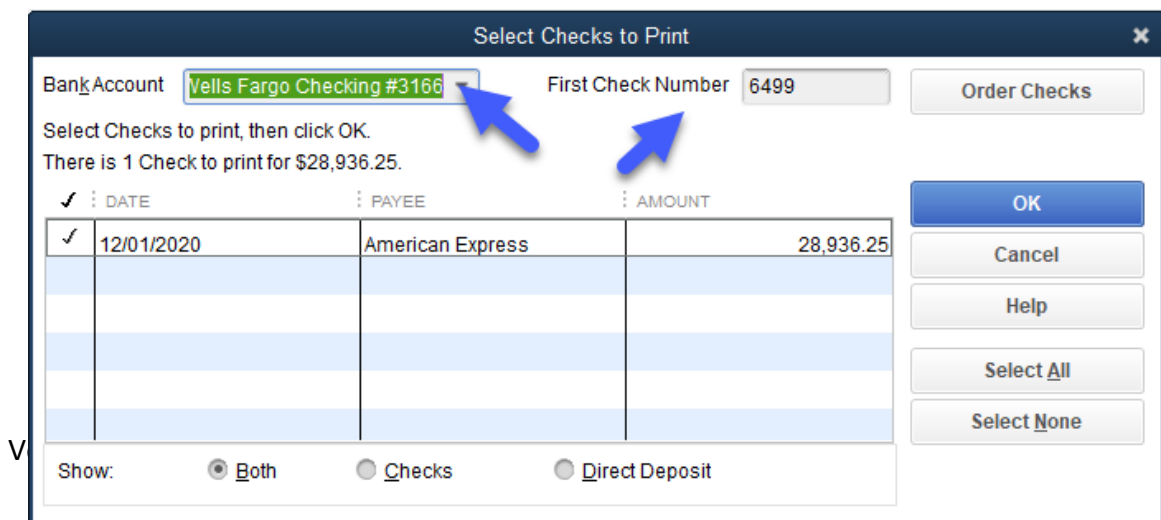 Select Checks to Print
Bank Account Wells Fargo Checking #3166 First Check Number 6499 Order Checks
Select Checks to print, then click OK.
There is 1 Check to print for $28,936.25.
✓ DATE PAYEE AMOUNT OK
✓ 12/01/2020 American Express 28,936.25
Cancel
Help
Select All
Select None
Show: Both Checks Direct Deposit